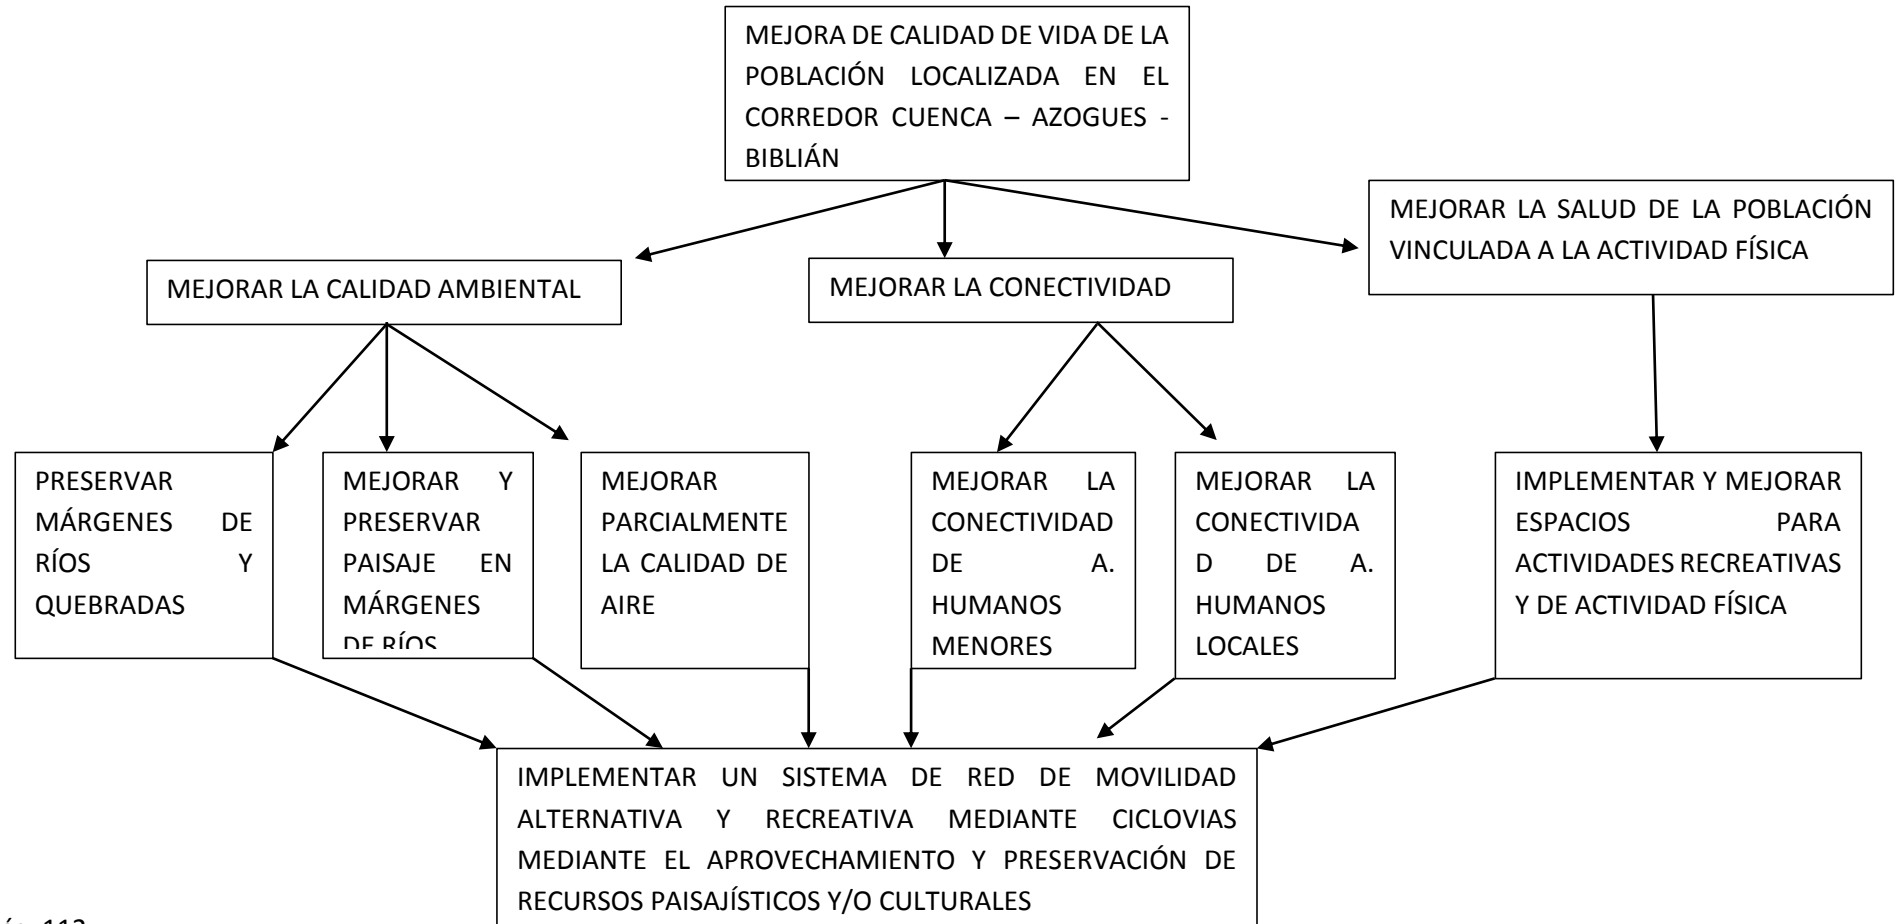 MEJORA DE CALIDAD DE VIDA DE LA
POBLACIÓN LOCALIZADA EN EL
CORREDOR CUENCA – AZOGUES -
BIBLIÁN
MEJORAR LA SALUD DE LA POBLACIÓN
VINCULADA A LA ACTIVIDAD FÍSICA
MEJORAR LA CALIDAD AMBIENTAL
MEJORAR LA CONECTIVIDAD
PRESERVAR
MÁRGENES DE
RÍOS Y
QUEBRADAS
MEJORAR Y
PRESERVAR
PAISAJE EN
MÁRGENES
DE RÍOS
MEJORAR
PARCIALMENTE
LA CALIDAD DE
AIRE
MEJORAR LA
CONECTIVIDAD
DE A.
HUMANOS
MENORES
MEJORAR LA
CONECTIVIDA
D DE A.
HUMANOS
LOCALES
IMPLEMENTAR Y MEJORAR
ESPACIOS PARA
ACTIVIDADES RECREATIVAS
Y DE ACTIVIDAD FÍSICA
IMPLEMENTAR UN SISTEMA DE RED DE MOVILIDAD
ALTERNATIVA Y RECREATIVA MEDIANTE CICLOVIAS
MEDIANTE EL APROVECHAMIENTO Y PRESERVACIÓN DE
RECURSOS PAISAJÍSTICOS Y/O CULTURALES